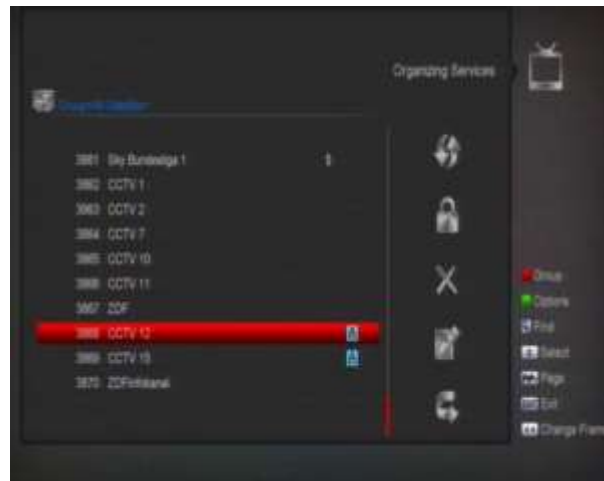 Organizing Services
3861 Sky Bundesliga 1 $
3862 CCTV 1
3863 CCTV 2
3864 CCTV 7
3865 CCTV 10
3866 CCTV 11
3867 ZDF
3868 CCTV 12
3869 CCTV 15
3870 ZDFinfokanal
Group
Options
Find
Select
Page
Exit
Change Frame